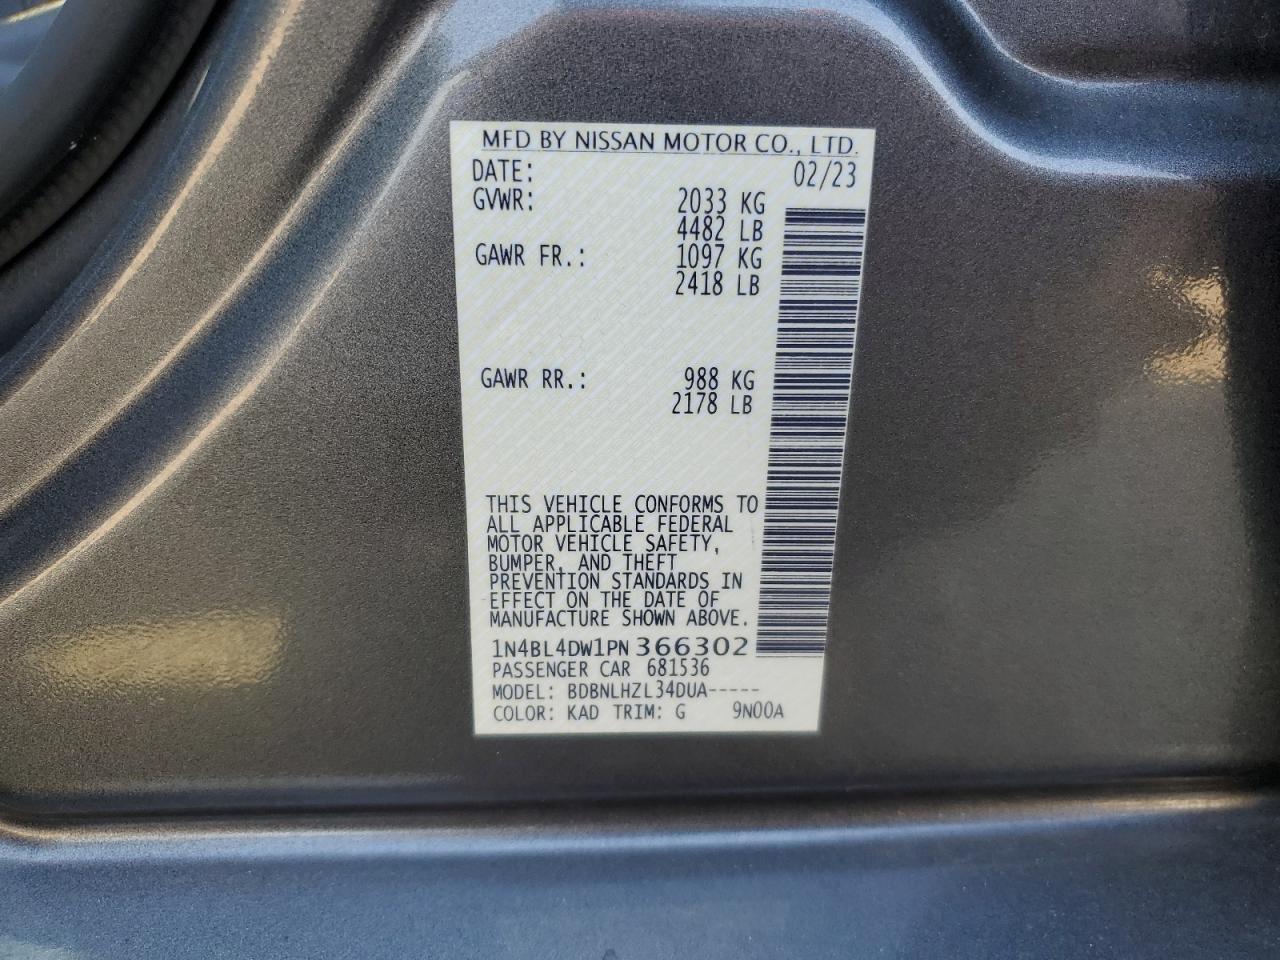 MFD BY NISSAN MOTOR CO., LTD.
DATE: 02/23
GVWR: 2033 KG
4482 LB
GAWR FR.: 1097 KG
2418 LB
GAWR RR.: 988 KG
2178 LB
THIS VEHICLE CONFORMS TO
ALL APPLICABLE FEDERAL
MOTOR VEHICLE SAFETY,
BUMPER, AND THEFT
PREVENTION STANDARDS IN
EFFECT ON THE DATE OF
MANUFACTURE SHOWN ABOVE.
1N4BL4DW1PN366302
PASSENGER CAR 681536
MODEL: BDBNLHZL34DUA-----
COLOR: KAD TRIM: G 9N00A